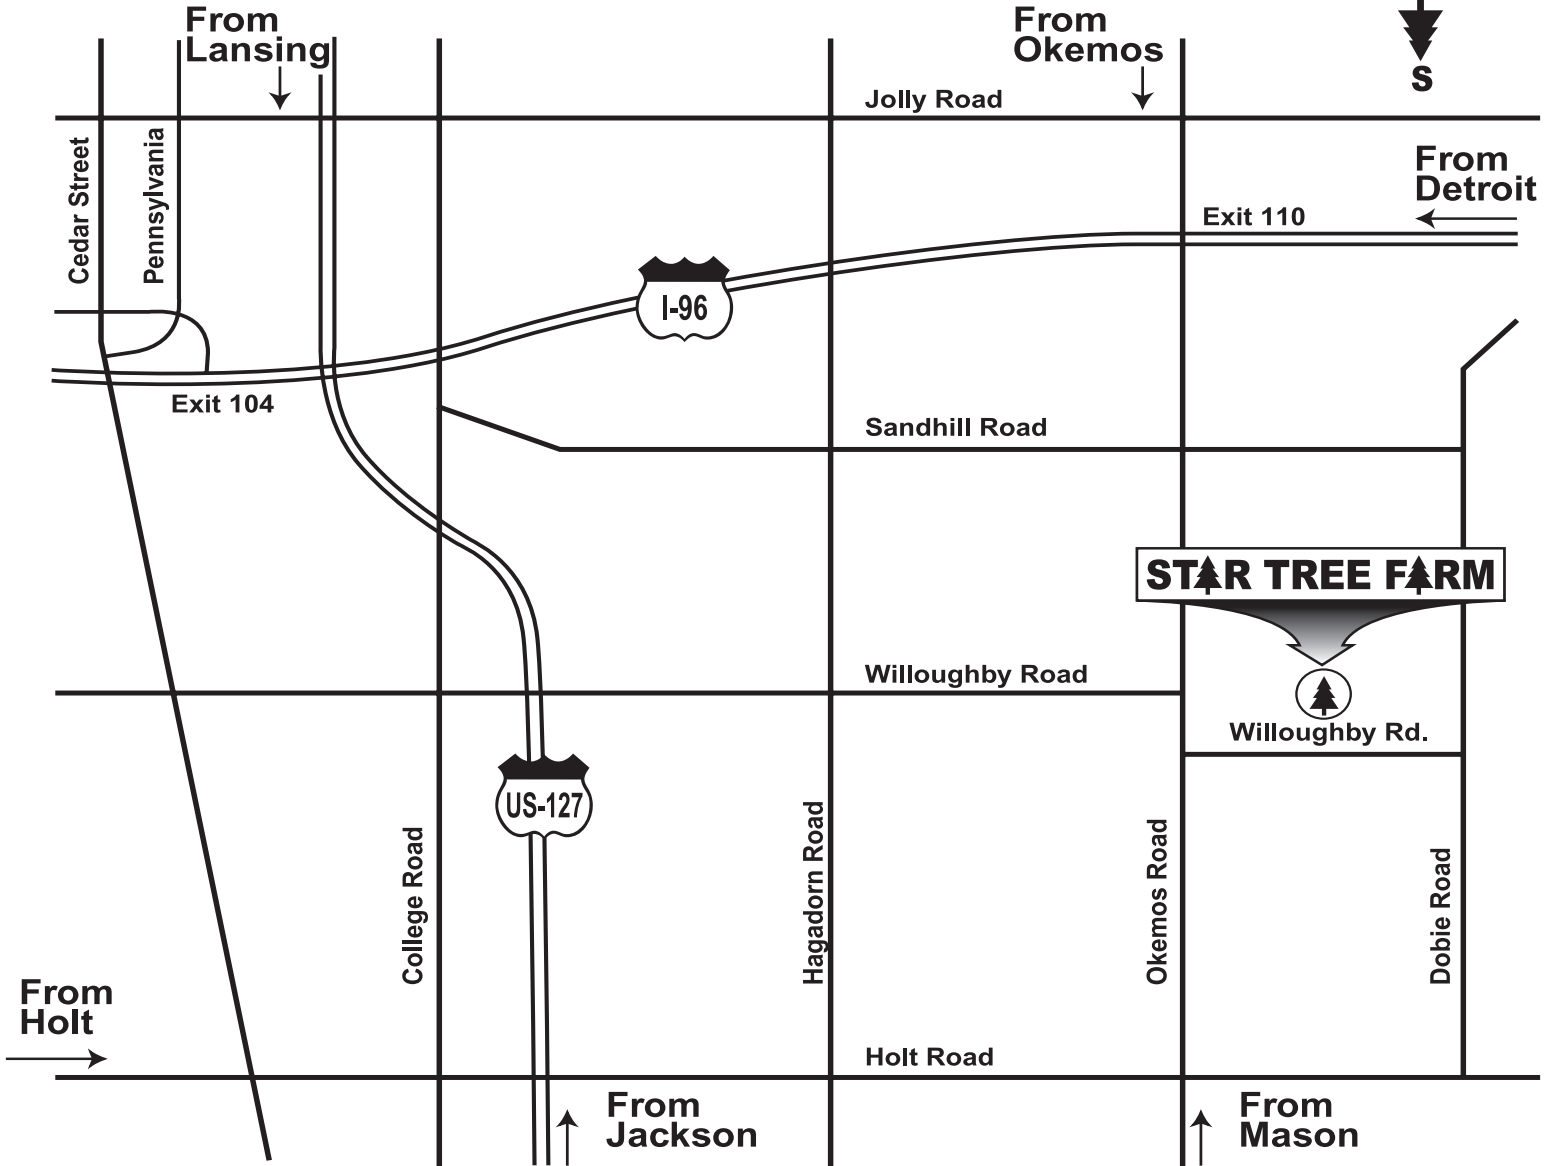 From
Lansing
From
Okemos
S
Jolly Road
From
Detroit
Cedar Street
Pennsylvania
Exit 110
I-96
Exit 104
Sandhill Road
STAR TREE FARM
Willoughby Road
Willoughby Rd.
US-127
College Road
Hagadorn Road
Okemos Road
Dobie Road
From
Holt
Holt Road
From
Jackson
From
Mason